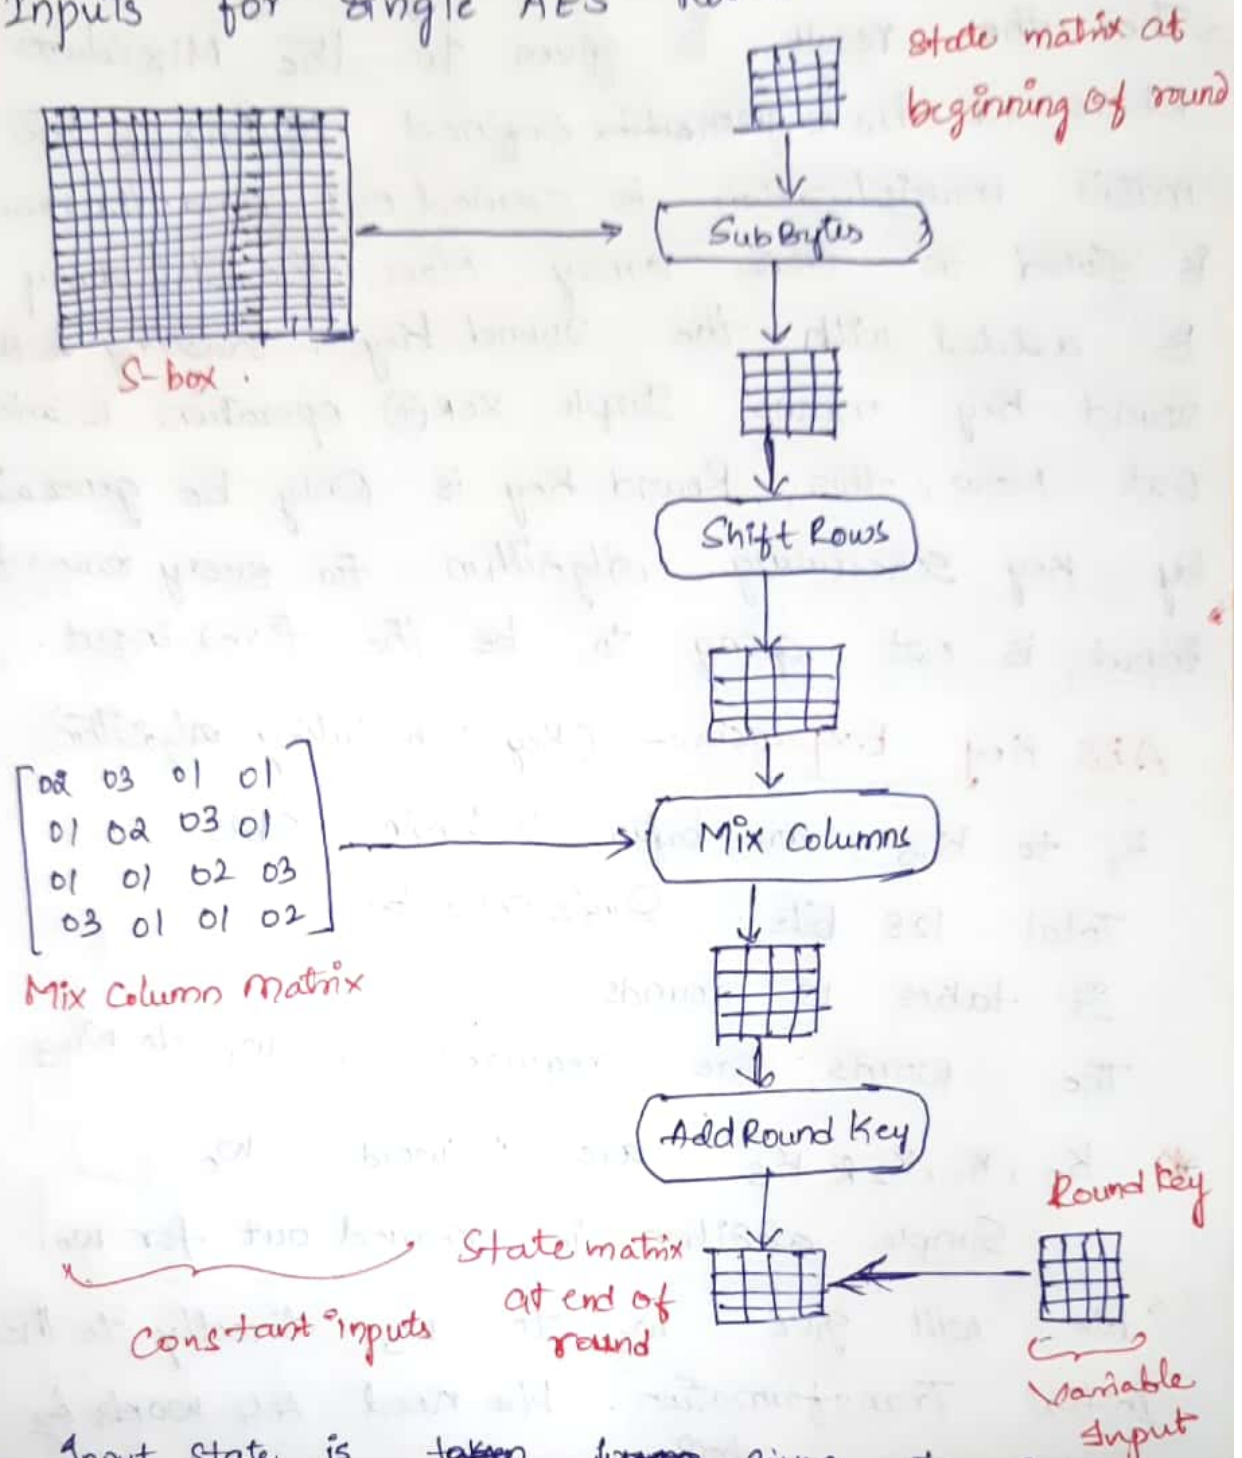 Inputs for single AES
State matrix at
beginning of round
SubBytes
S-box.
Shift Rows
02 03 01 01
01 02 03 01
01 01 02 03
03 01 01 02
Mix Columns
Mix Column Matrix
Add Round Key
Round Key
State matrix
at end of
round
Constant inputs
Variable
Input
Input State is taken